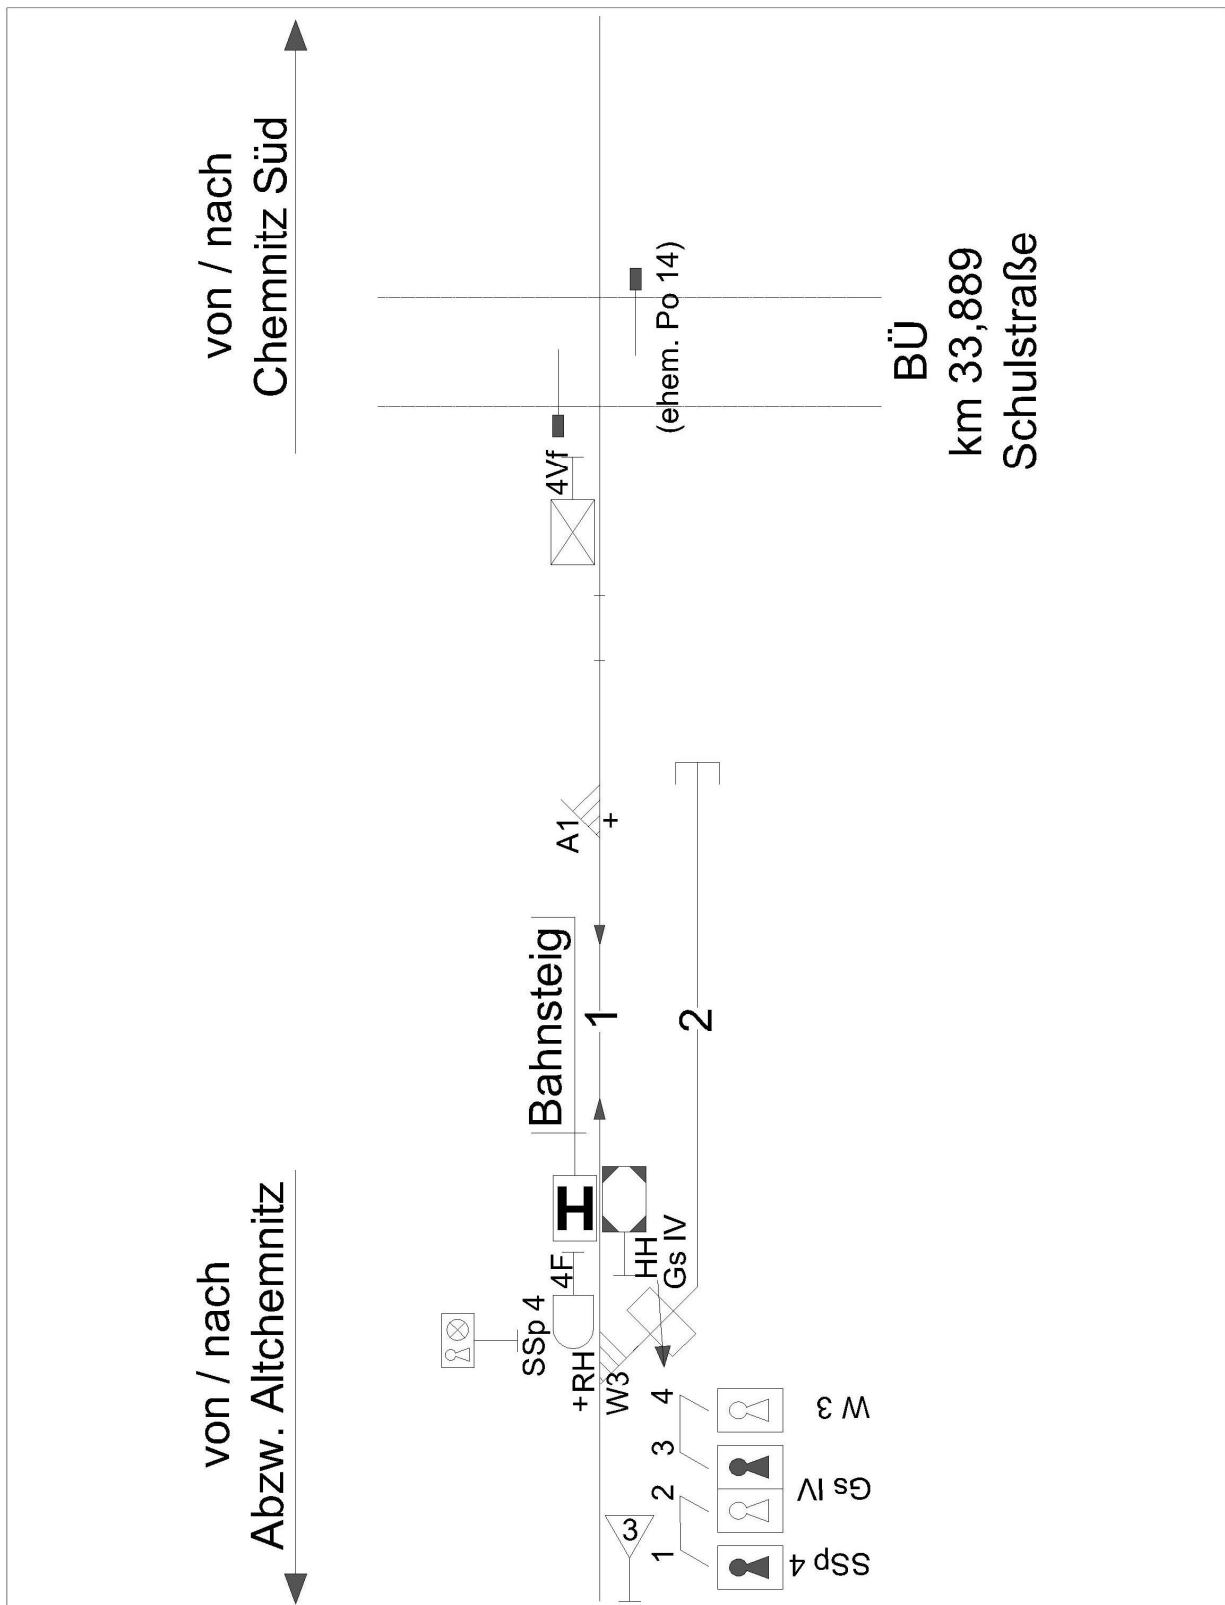 von / nach
Abzw. Altchemnitz
von / nach
Chemnitz Süd
SSp 4
4F
H
Bahnsteig
A1
+
4Vf
+RH
W3
HH
Gs IV
1
2
(ehem. Po 14)
BÜ
km 33,889
Schulstraße
3
1
2
3
4
SSp 4
Gs IV
W 3